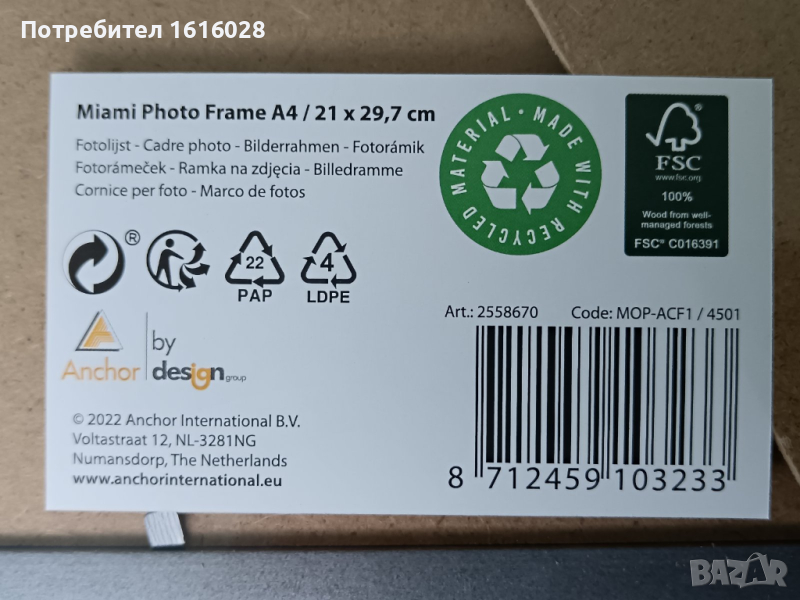 Потребител 1616028
Miami Photo Frame A4 / 21 x 29,7 cm
Fotolijst - Cadre photo - Bilderrahmen - Fotorámik
Fotorámeček - Ramka na zdjęcia - Billedramme
Cornice per foto - Marco de fotos
MATERIAL · MADE WITH RECYCLED
FSC
www.fsc.org
100%
Wood from well-
managed forests
FSC® C016391
®
22
PAP
4
LDPE
Anchor
by
design group
Art.: 2558670 Code: MOP-ACF1 / 4501
8 712459 103233
© 2022 Anchor International B.V.
Voltastraat 12, NL-3281NG
Numansdorp, The Netherlands
www.anchorinternational.eu
BAZAR